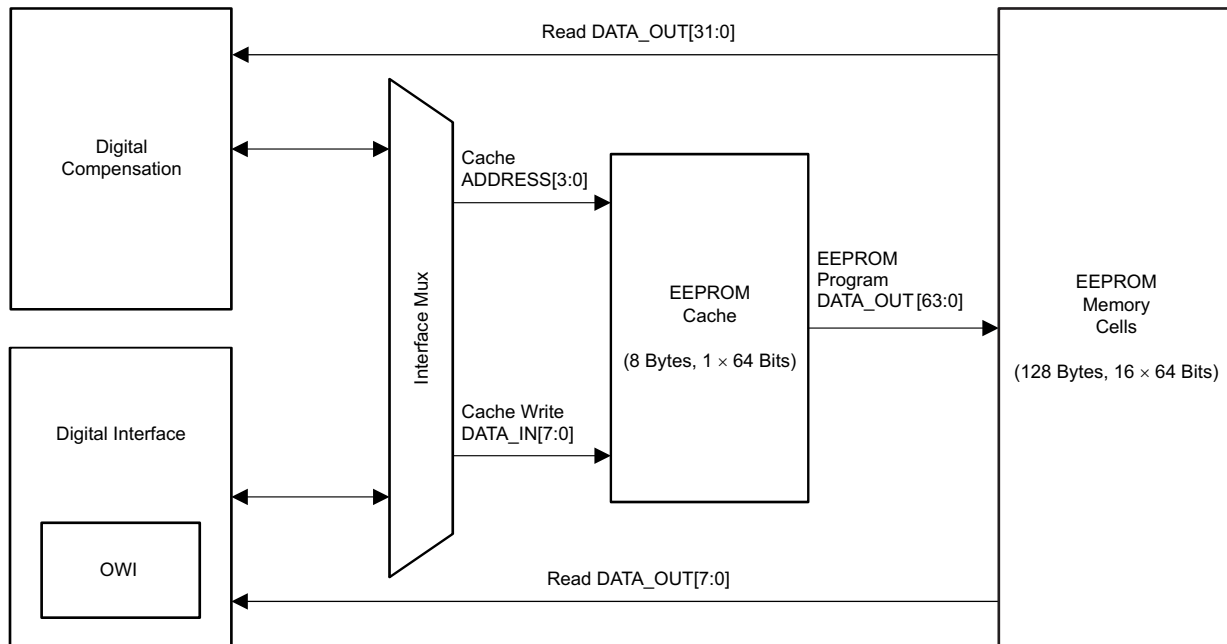 Read DATA_OUT[31:0]
Digital
Compensation
Cache
ADDRESS[3:0]
Interface Mux
EEPROM
Cache
(8 Bytes, 1 × 64 Bits)
EEPROM
Program
DATA_OUT[63:0]
EEPROM
Memory
Cells
(128 Bytes, 16 × 64 Bits)
Cache Write
DATA_IN[7:0]
Digital Interface
OWI
Read DATA_OUT[7:0]